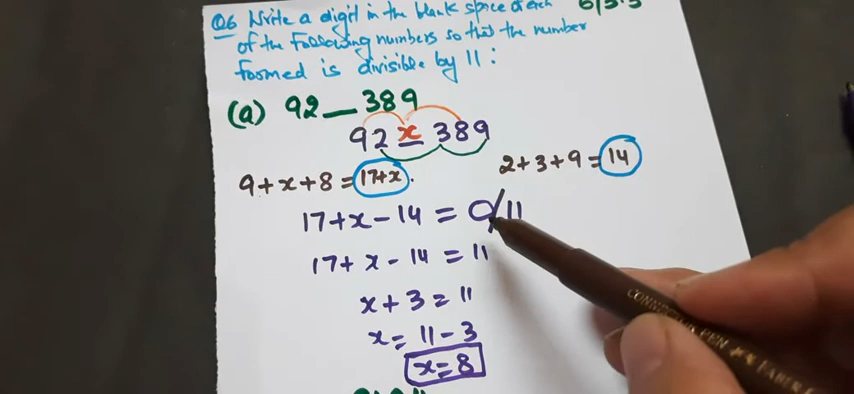 Q6 Write a digit in the blank space of each
of the following numbers so that the number
formed is divisible by 11:
(a) 92 _ 389
92 x 389
9+x+8 = 17+x. 2+3+9 = 14
17+x-14 = 0/11
17+x-14 = 11
x+3 = 11
x = 11-3
x = 8